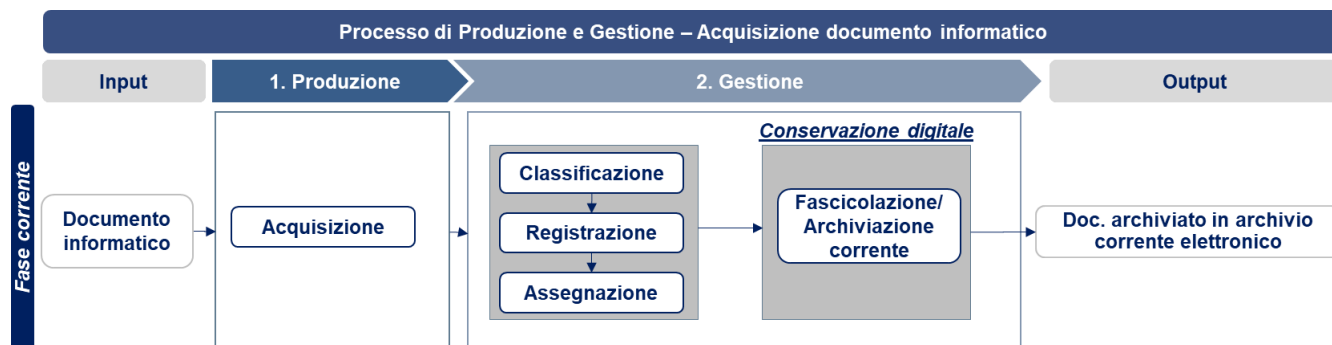 Processo di Produzione e Gestione – Acquisizione documento informatico
Input
1. Produzione
2. Gestione
Output
Fase corrente
Documento
informatico
Acquisizione
Classificazione
Registrazione
Assegnazione
Conservazione digitale
Fascicolazione/
Archiviazione
corrente
Doc. archiviato in archivio
corrente elettronico